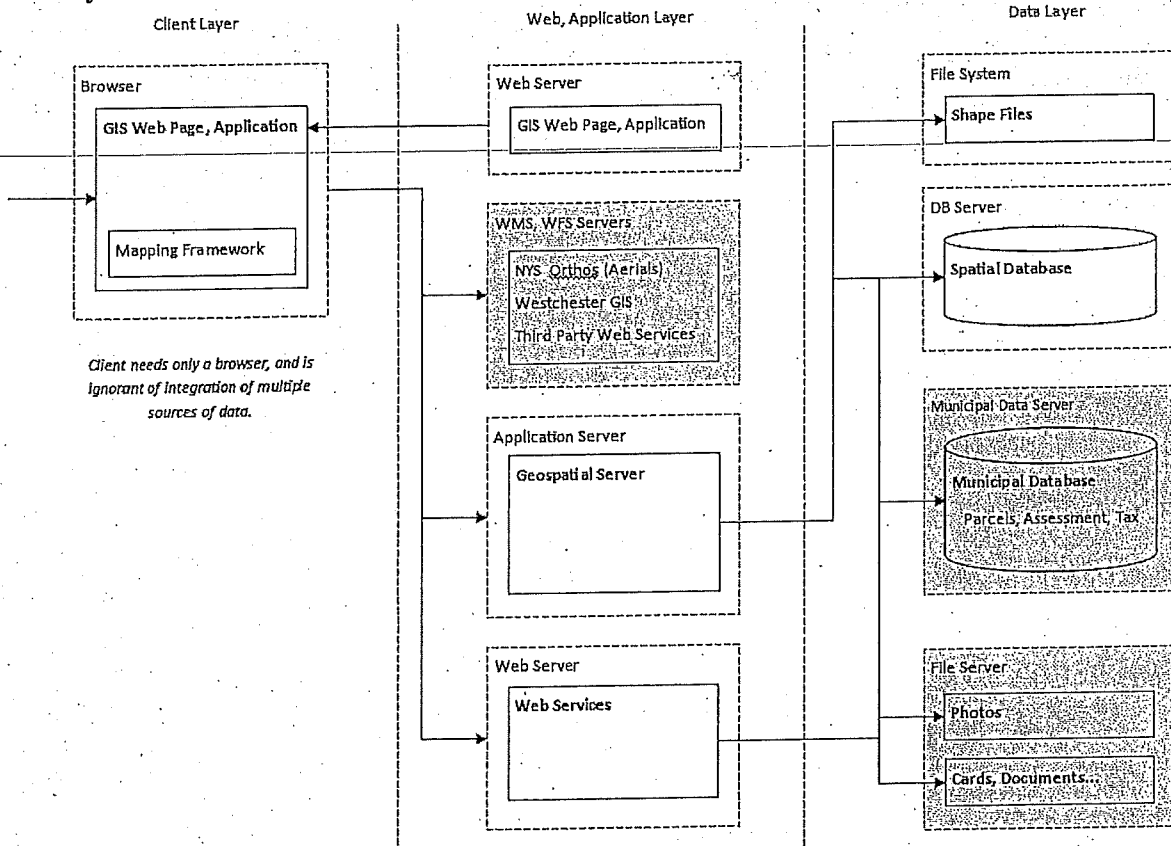 Client Layer
Browser
GIS Web Page, Application
Mapping Framework
Client needs only a browser, and is
ignorant of integration of multiple
sources of data.
Web, Application Layer
Web Server
GIS Web Page, Application
WMS, WFS Servers
NYS Orthos (Aerials)
Westchester GIS
Third Party Web Services
Application Server
Geospatial Server
Web Server
Web Services
Data Layer
File System
Shape Files
DB Server
Spatial Database
Municipal Data Server
Municipal Database
Parcels, Assessment, Tax
File Server
Photos
Cards, Documents...